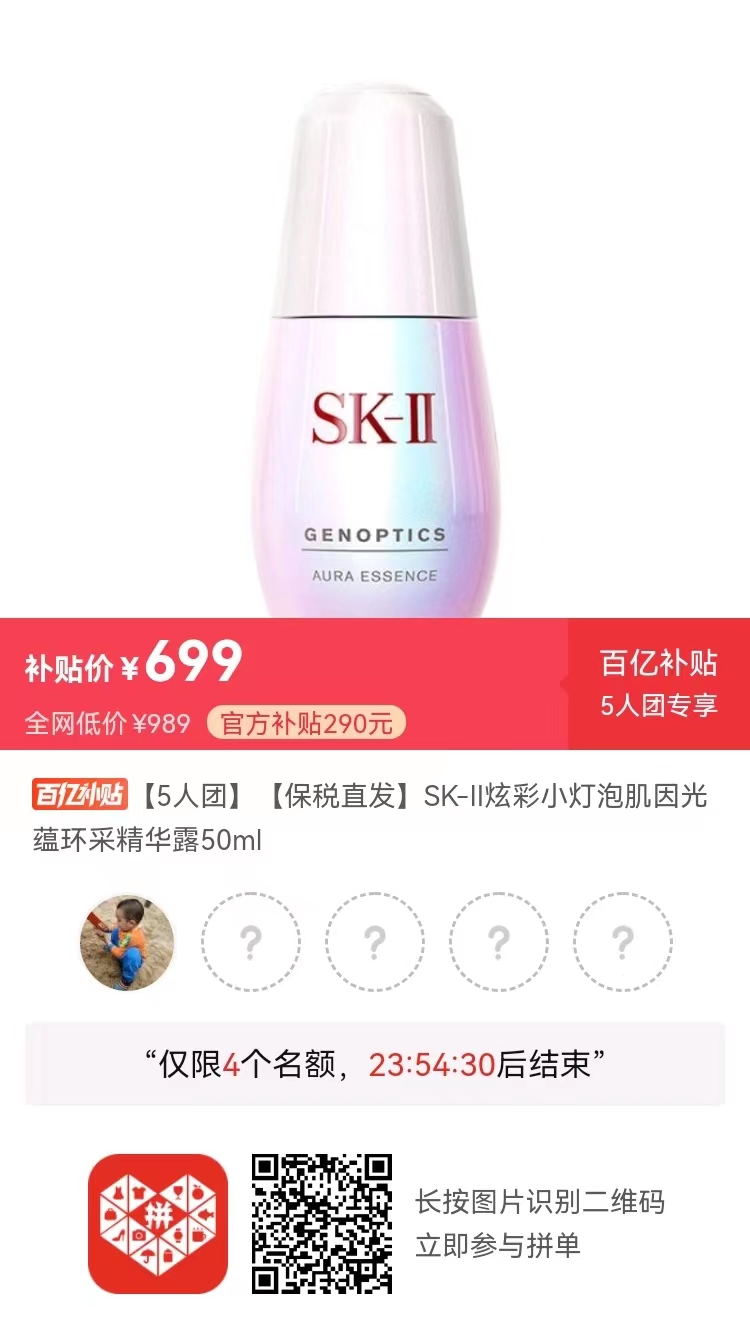 SK-II
GENOPTICS
AURA ESSENCE
补贴价¥699
全网低价¥989 官方补贴290元
百亿补贴
5人团专享
百亿补贴【5人团】【保税直发】SK-II炫彩小灯泡肌因光
蕴环采精华露50ml
? ? ? ?
“仅限4个名额，23:54:30后结束”
拼
长按图片识别二维码
立即参与拼单